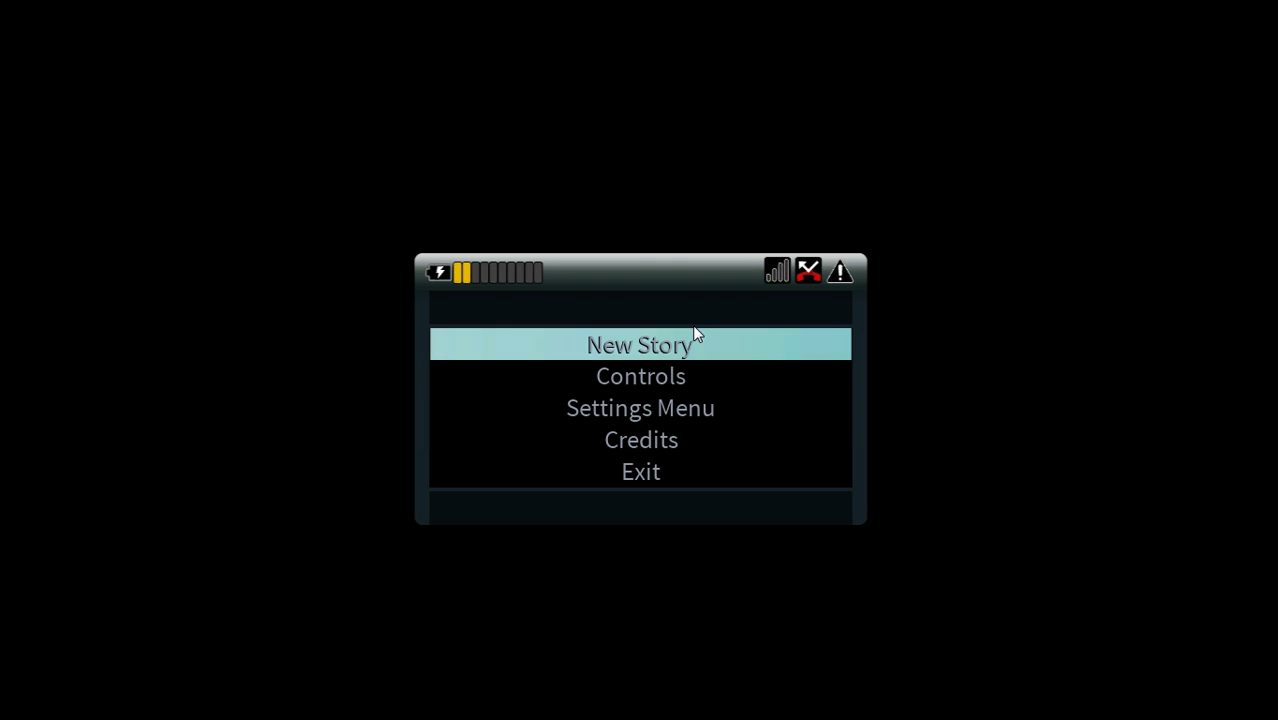 New Story
Controls
Settings Menu
Credits
Exit